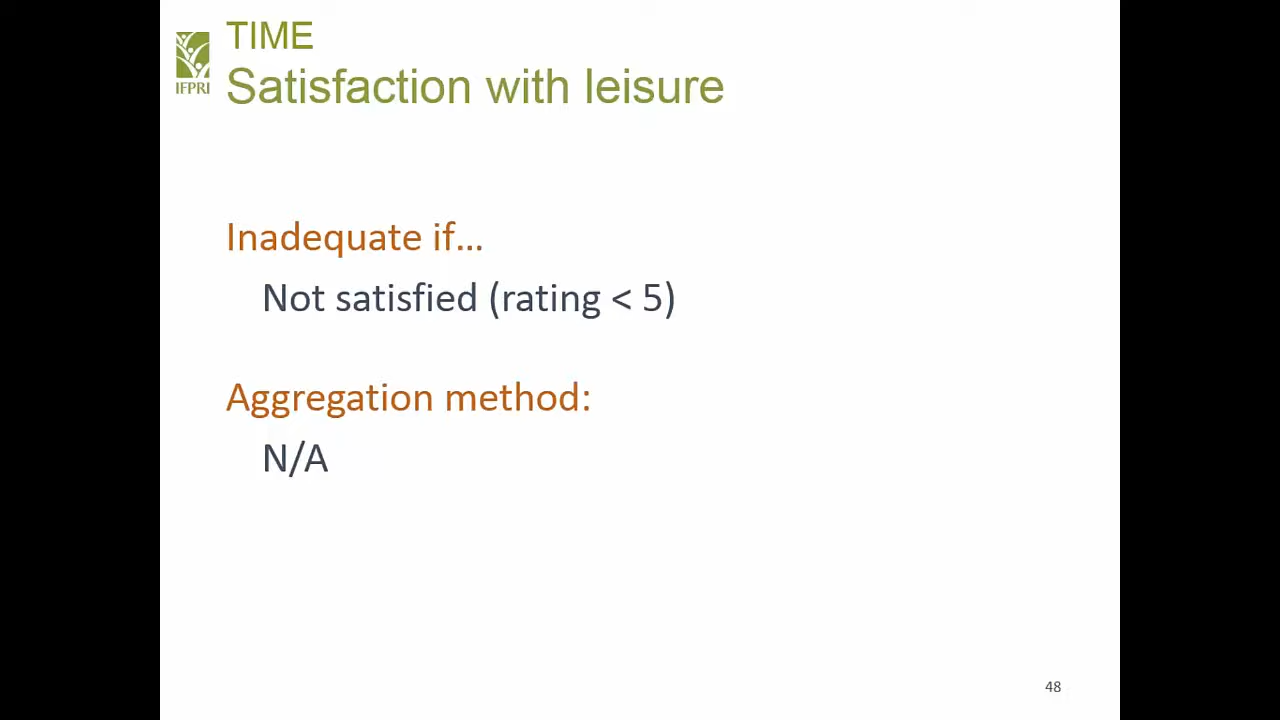 TIME
IFPRI
Satisfaction with leisure
Inadequate if…
Not satisfied (rating < 5)
Aggregation method:
N/A
48